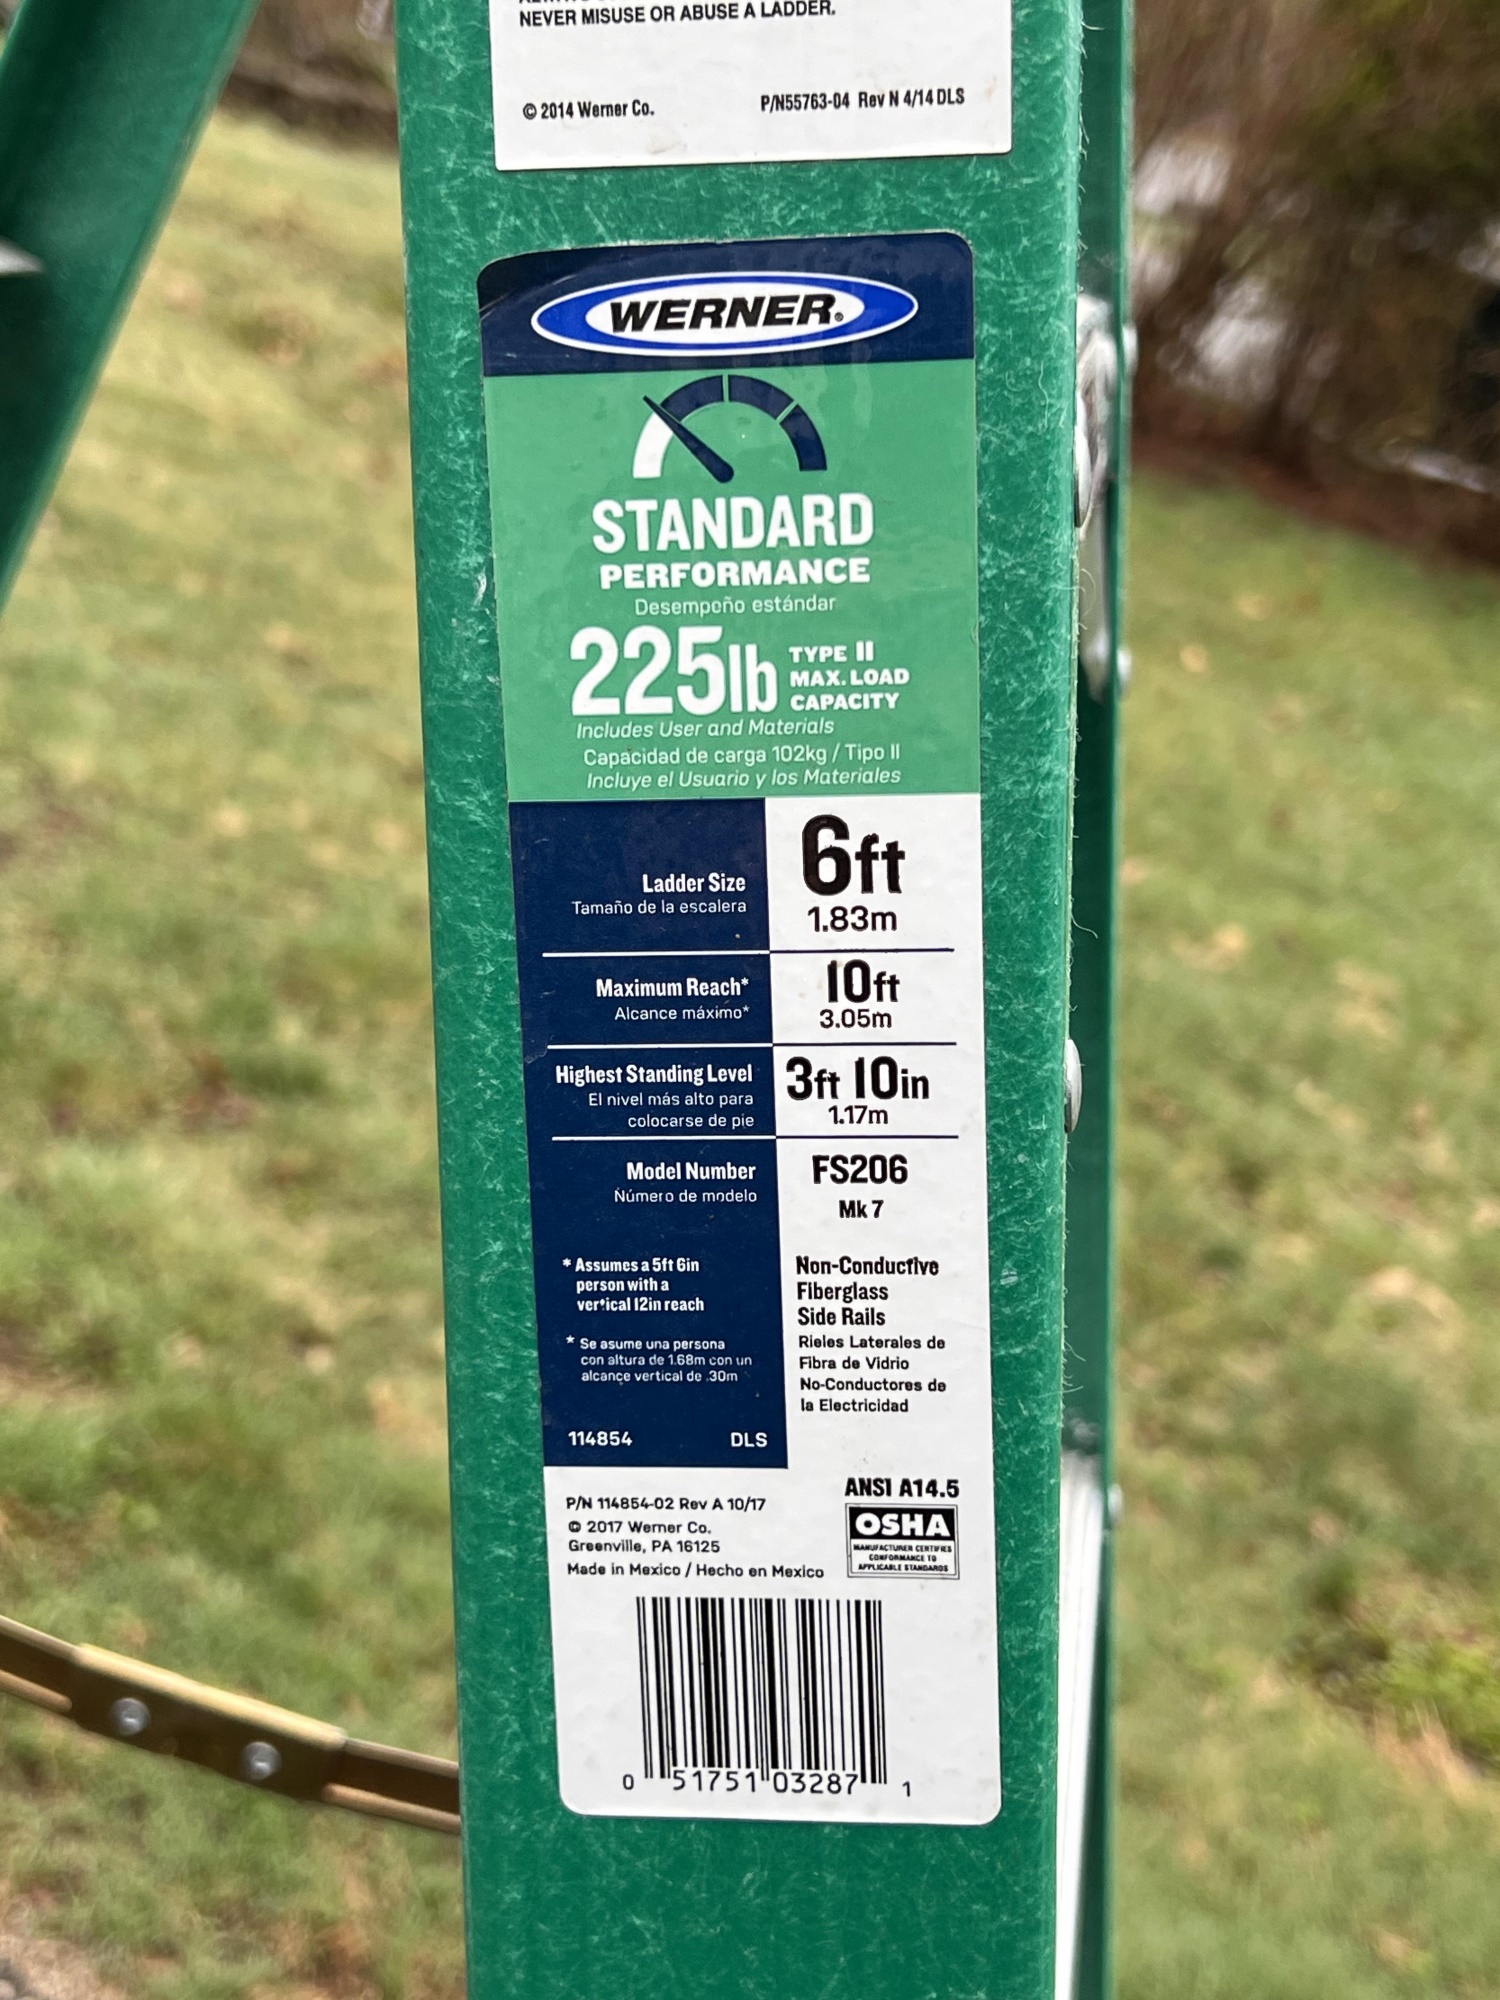 NEVER MISUSE OR ABUSE A LADDER.
© 2014 Werner Co. P/N55763-04 Rev N 4/14 DLS
WERNER®
STANDARD
PERFORMANCE
Desempeño estándar
225lb TYPE II MAX. LOAD CAPACITY
Includes User and Materials
Capacidad de carga 102kg / Tipo II
Incluye el Usuario y los Materiales
Ladder Size 6ft
Tamaño de la escalera 1.83m
Maximum Reach* 10ft
Alcance máximo* 3.05m
Highest Standing Level 3ft 10in
El nivel más alto para 1.17m
colocarse de pie
Model Number FS206
Número de modelo Mk 7
* Assumes a 5ft 6in
person with a
vertical 12in reach
* Se asume una persona
con altura de 1.68m con un
alcance vertical de .30m
114854 DLS
Non-Conductive
Fiberglass
Side Rails
Rieles Laterales de
Fibra de Vidrio
No-Conductores de
la Electricidad
P/N 114854-02 Rev A 10/17
© 2017 Werner Co.
Greenville, PA 16125
Made in Mexico / Hecho en Mexico
ANSI A14.5
OSHA
MANUFACTURER CERTIFIES
CONFORMANCE TO
APPLICABLE STANDARDS
0 51751 03287 1